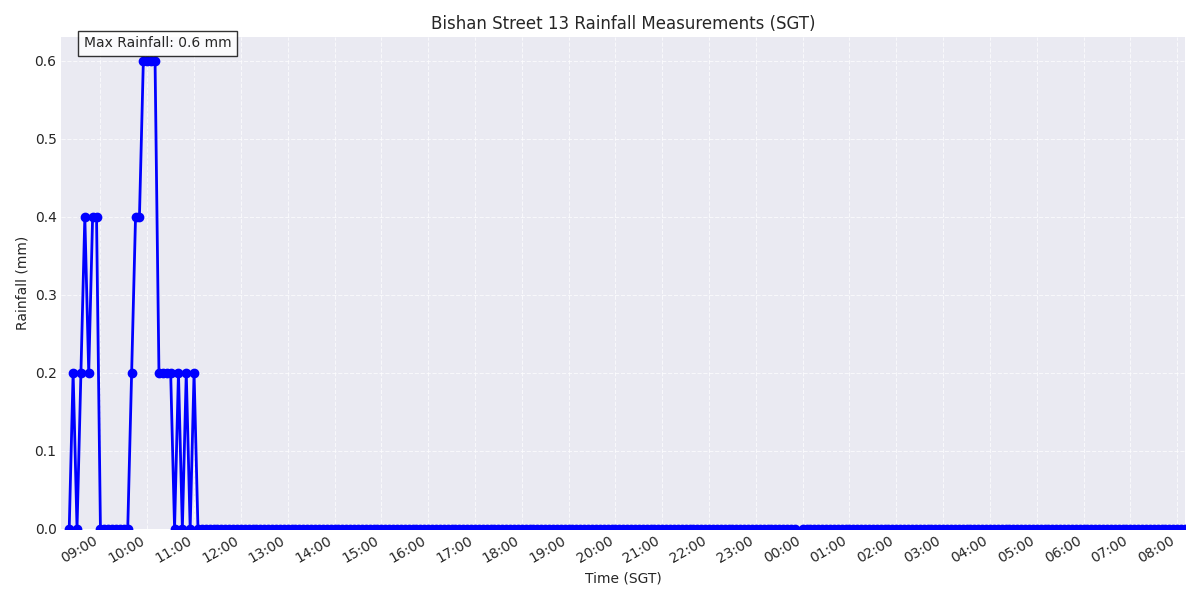 Bishan Street 13 Rainfall Measurements (SGT)
Max Rainfall: 0.6 mm
0.6
0.5
0.4
0.3
0.2
0.1
0.0
Rainfall (mm)
09:00 10:00 11:00 12:00 13:00 14:00 15:00 16:00 17:00 18:00 19:00 20:00 21:00 22:00 23:00 00:00 01:00 02:00 03:00 04:00 05:00 06:00 07:00 08:00
Time (SGT)